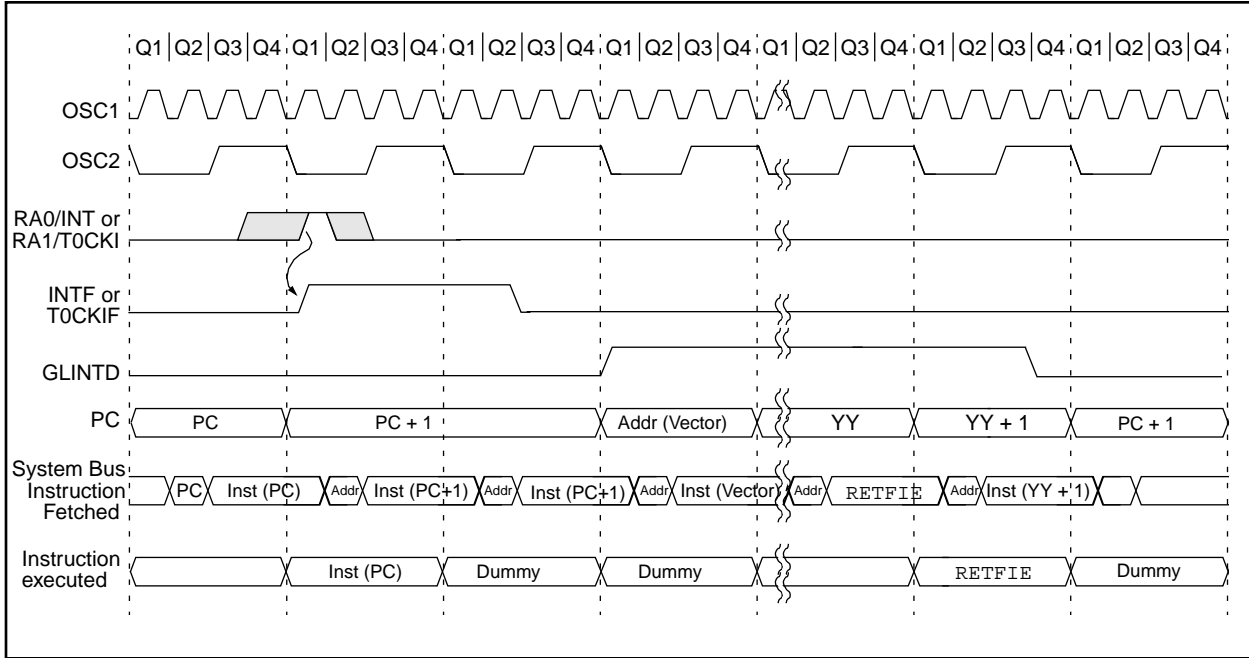 Q1 Q2 Q3 Q4 Q1 Q2 Q3 Q4 Q1 Q2 Q3 Q4 Q1 Q2 Q3 Q4 Q1 Q2 Q3 Q4 Q1 Q2 Q3 Q4 Q1 Q2 Q3 Q4
OSC1
OSC2
RA0/INT or
RA1/T0CKI
INTF or
T0CKIF
GLINTD
PC PC PC + 1 Addr (Vector) YY YY + 1 PC + 1
System Bus
Instruction
Fetched
PC Inst (PC) Addr Inst (PC+1) Addr Inst (PC+1) Addr Inst (Vector) Addr RETFIE Addr Inst (YY + 1)
Instruction
executed
Inst (PC) Dummy Dummy RETFIE Dummy